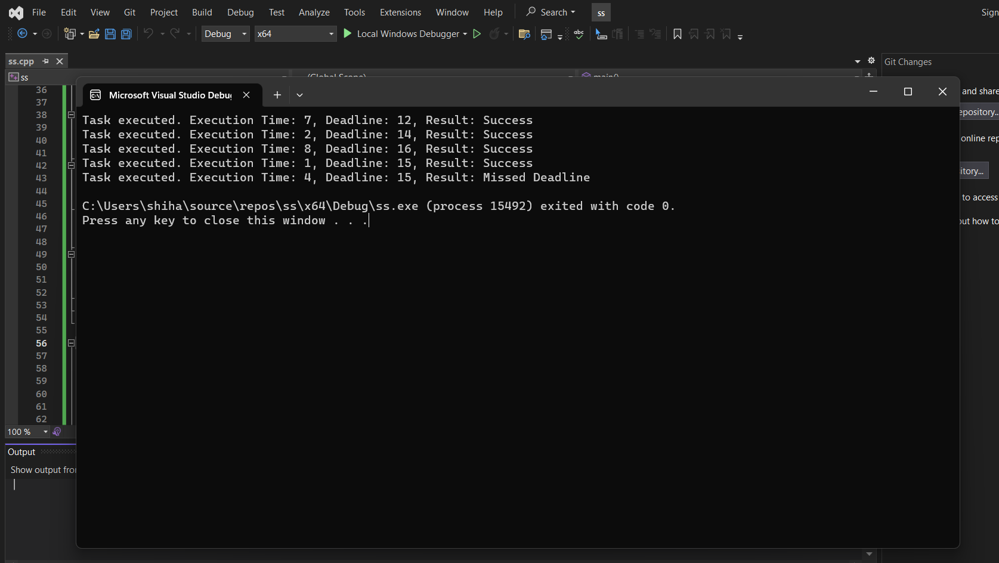 File Edit View Git Project Build Debug Test Analyze Tools Extensions Window Help Search ss Sign
Debug x64 Local Windows Debugger abc
ss.cpp Git Changes
ss (Global Scope) main()
36
Microsoft Visual Studio Debug
and share
37
38
epository...
Task executed. Execution Time: 7, Deadline: 12, Result: Success
39
Task executed. Execution Time: 2, Deadline: 14, Result: Success
40
online rep
Task executed. Execution Time: 8, Deadline: 16, Result: Success
41
Task executed. Execution Time: 1, Deadline: 15, Result: Success
42
itory...
Task executed. Execution Time: 4, Deadline: 15, Result: Missed Deadline
43
44
to access
C:\Users\shiha\source\repos\ss\x64\Debug\ss.exe (process 15492) exited with code 0.
45
Press any key to close this window . . .
46
out how to
47
48
49
50
51
52
53
54
55
56
57
58
59
60
61
62
100 %
Output
Show output from